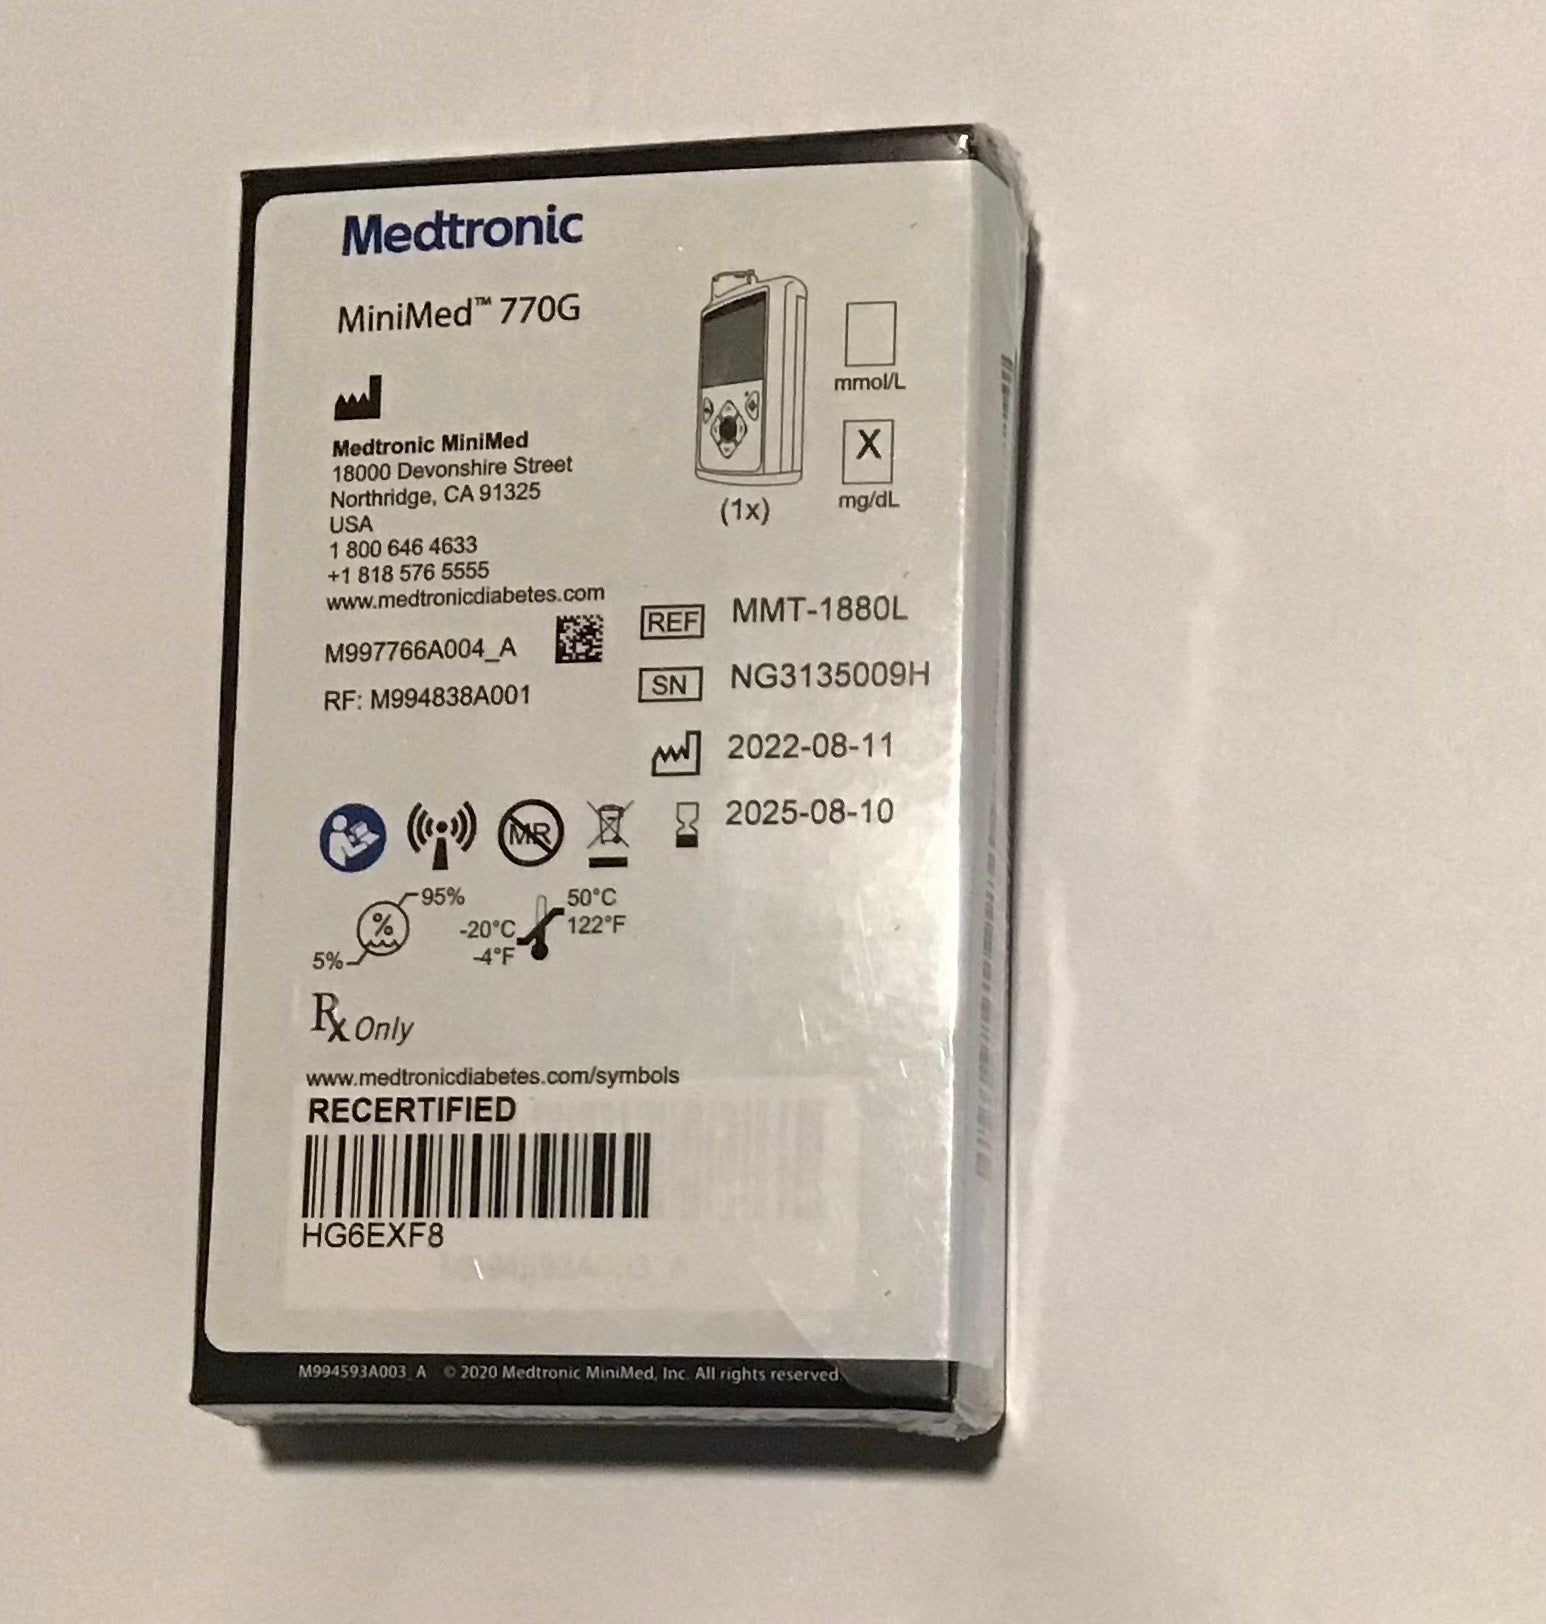 Medtronic
MiniMed™ 770G
mmol/L
X
mg/dL
(1x)
Medtronic MiniMed
18000 Devonshire Street
Northridge, CA 91325
USA
1 800 646 4633
+1 818 576 5555
www.medtronicdiabetes.com
M997766A004_A
RF: M994838A001
REF MMT-1880L
SN NG3135009H
2022-08-11
2025-08-10
MR
95%
%
5%
50°C
122°F
-20°C
-4°F
Rx Only
www.medtronicdiabetes.com/symbols
RECERTIFIED
HG6EXF8
M994593A003_A © 2020 Medtronic MiniMed, Inc. All rights reserved.